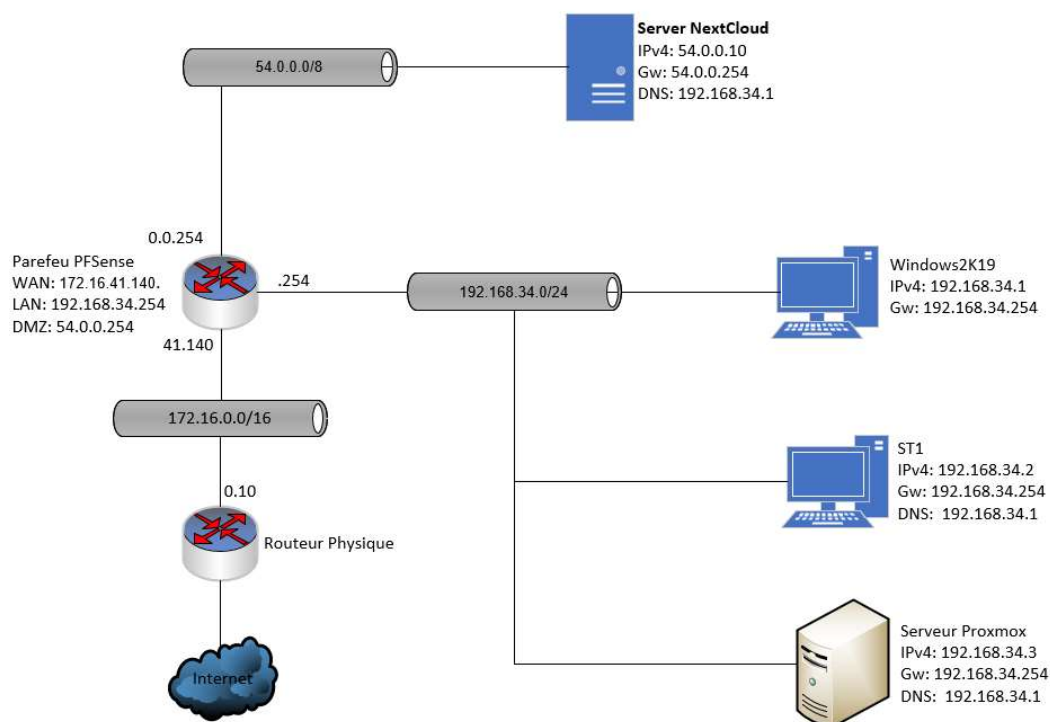 54.0.0.0/8
Server NextCloud
IPv4: 54.0.0.10
Gw: 54.0.0.254
DNS: 192.168.34.1
0.0.254
Parefeu PFSense
WAN: 172.16.41.140.
LAN: 192.168.34.254
DMZ: 54.0.0.254
.254
41.140
192.168.34.0/24
Windows2K19
IPv4: 192.168.34.1
Gw: 192.168.34.254
172.16.0.0/16
ST1
IPv4: 192.168.34.2
Gw: 192.168.34.254
DNS:  192.168.34.1
0.10
Routeur Physique
Internet
Serveur Proxmox
IPv4: 192.168.34.3
Gw: 192.168.34.254
DNS:  192.168.34.1